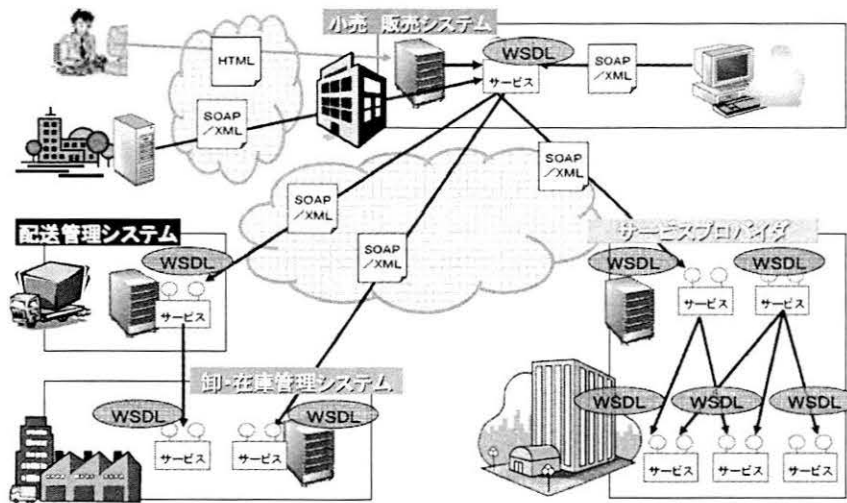 小売 販売システム
HTML
WSDL
SOAP
/XML
サービス
SOAP
/XML
SOAP
/XML
SOAP
/XML
SOAP
/XML
配送管理システム
サービスプロバイダ
WSDL
サービス
WSDL
WSDL
サービス
サービス
卸・在庫管理システム
WSDL
WSDL
サービス
サービス
WSDL
WSDL
WSDL
サービス
サービス
サービス